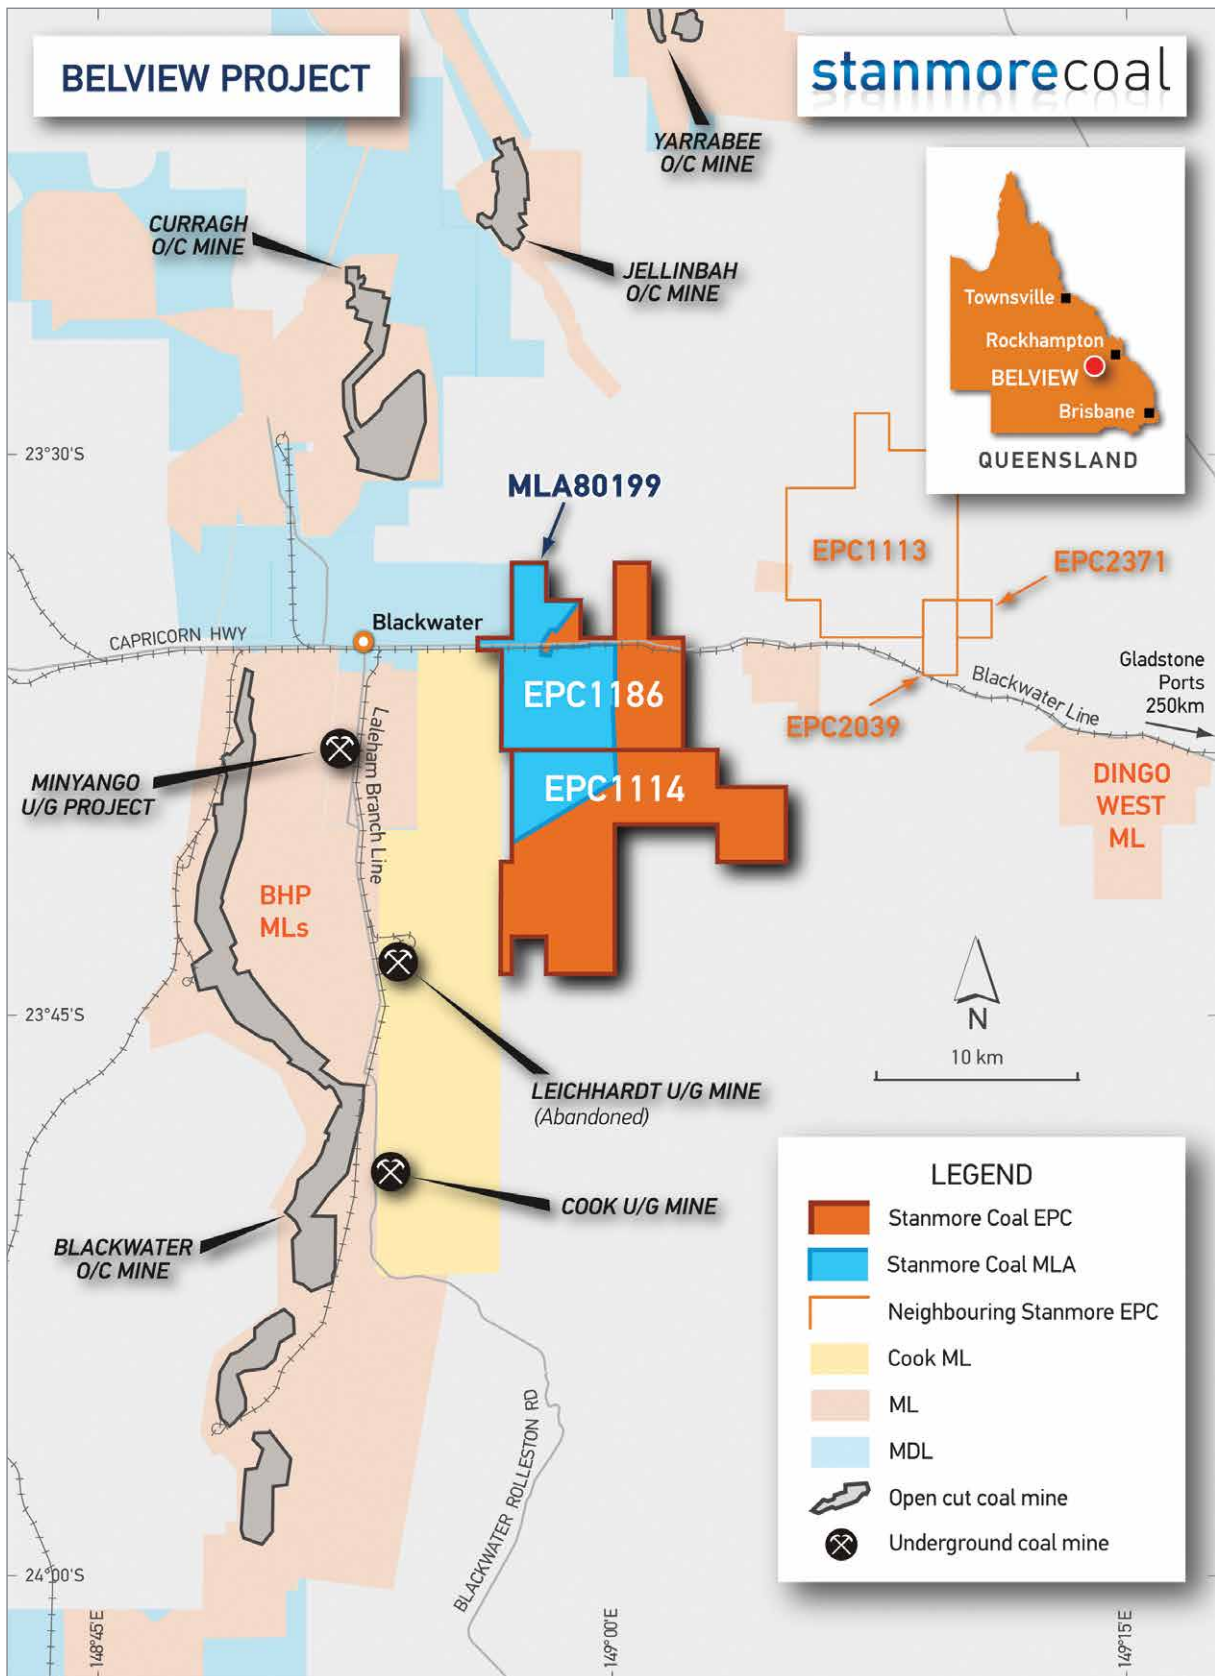 BELVIEW PROJECT
stanmorecoal
YARRABEE
O/C MINE
CURRAGH
O/C MINE
JELLINBAH
O/C MINE
Townsville
Rockhampton
BELVIEW
Brisbane
QUEENSLAND
23°30'S
MLA80199
EPC1113
EPC2371
Blackwater
CAPRICORN HWY
Gladstone
Ports
250km
Blackwater Line
EPC1186
EPC2039
Laleham Branch Line
MINYANGO
U/G PROJECT
EPC1114
DINGO
WEST
ML
BHP
MLs
23°45'S
N
10 km
LEICHHARDT U/G MINE
(Abandoned)
COOK U/G MINE
BLACKWATER
O/C MINE
BLACKWATER ROLLESTON RD
LEGEND
Stanmore Coal EPC
Stanmore Coal MLA
Neighbouring Stanmore EPC
Cook ML
ML
MDL
Open cut coal mine
Underground coal mine
24°00'S
148°45'E
149°00'E
149°15'E